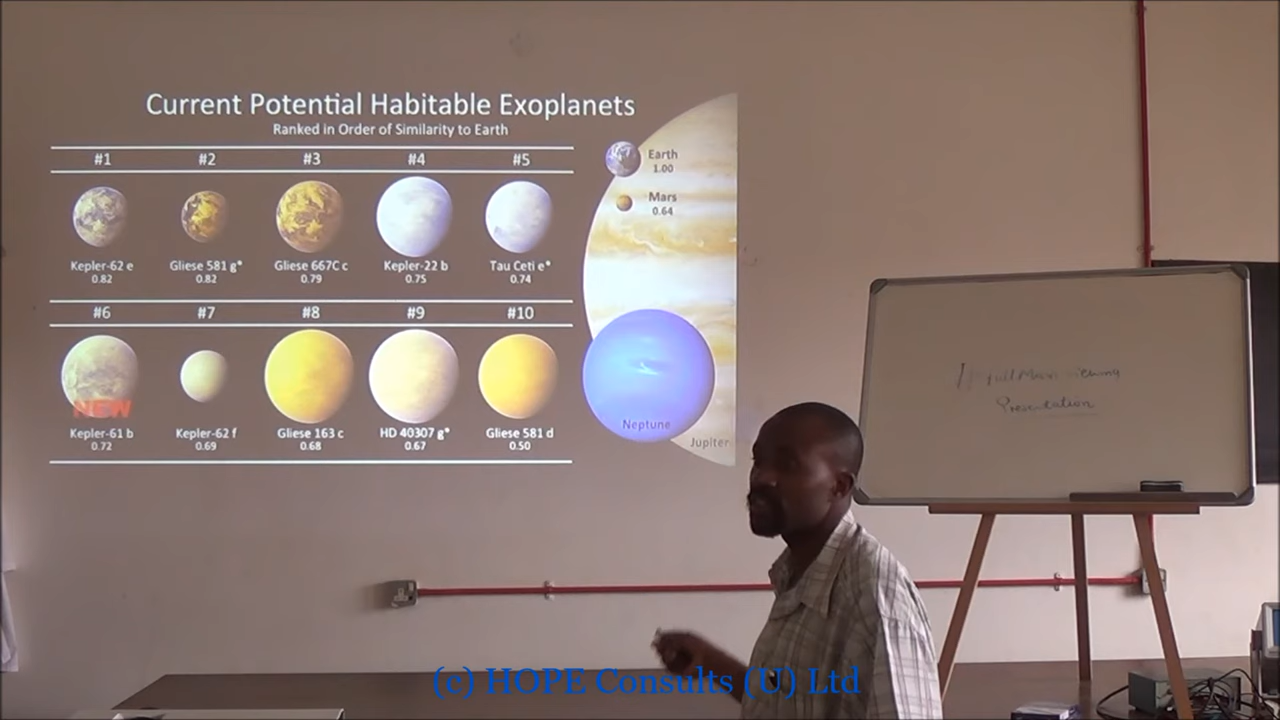 Current Potential Habitable Exoplanets
Ranked in Order of Similarity to Earth
#1 #2 #3 #4 #5
Kepler-62 e Gliese 581 g* Gliese 667C c Kepler-22 b Tau Ceti e*
0.82 0.82 0.79 0.75 0.74
#6 #7 #8 #9 #10
NEW
Kepler-61 b Kepler-62 f Gliese 163 c HD 40307 g* Gliese 581 d
0.72 0.69 0.68 0.67 0.50
Earth
1.00
Mars
0.64
Neptune
Jupiter
Presentation
(c) HOPE Consults (U) Ltd